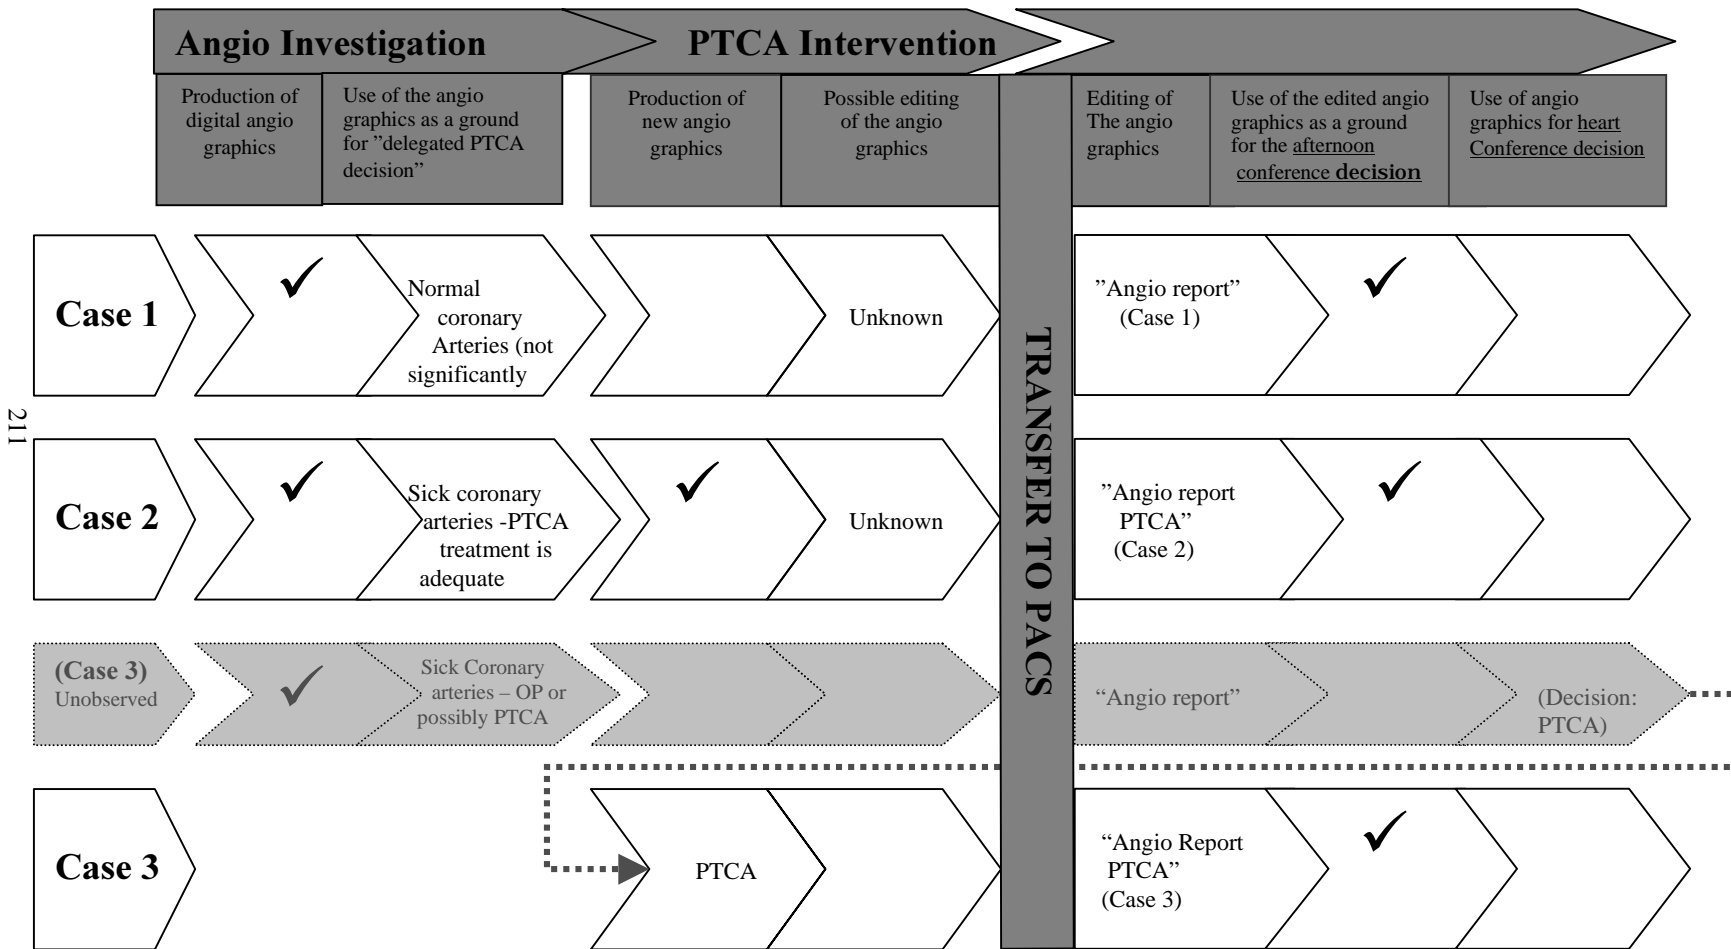 Angio Investigation
PTCA Intervention
Production of
digital angio
graphics
Use of the angio
graphics as a ground
for ”delegated PTCA
decision”
Production of
new angio
graphics
Possible editing
of the angio
graphics
Editing of
The angio
graphics
Use of the edited angio
graphics as a ground
for the afternoon
conference decision
Use of angio
graphics for heart
Conference decision
TRANSFER TO PACS
Case 1
✓
Normal
coronary
Arteries (not
significantly
Unknown
”Angio report”
(Case 1)
✓
211
Case 2
✓
Sick coronary
arteries -PTCA
treatment is
adequate
✓
Unknown
”Angio report
PTCA”
(Case 2)
✓
(Case 3)
Unobserved
✓
Sick Coronary
arteries – OP or
possibly PTCA
“Angio report”
(Decision:
PTCA)
Case 3
PTCA
“Angio Report
PTCA”
(Case 3)
✓